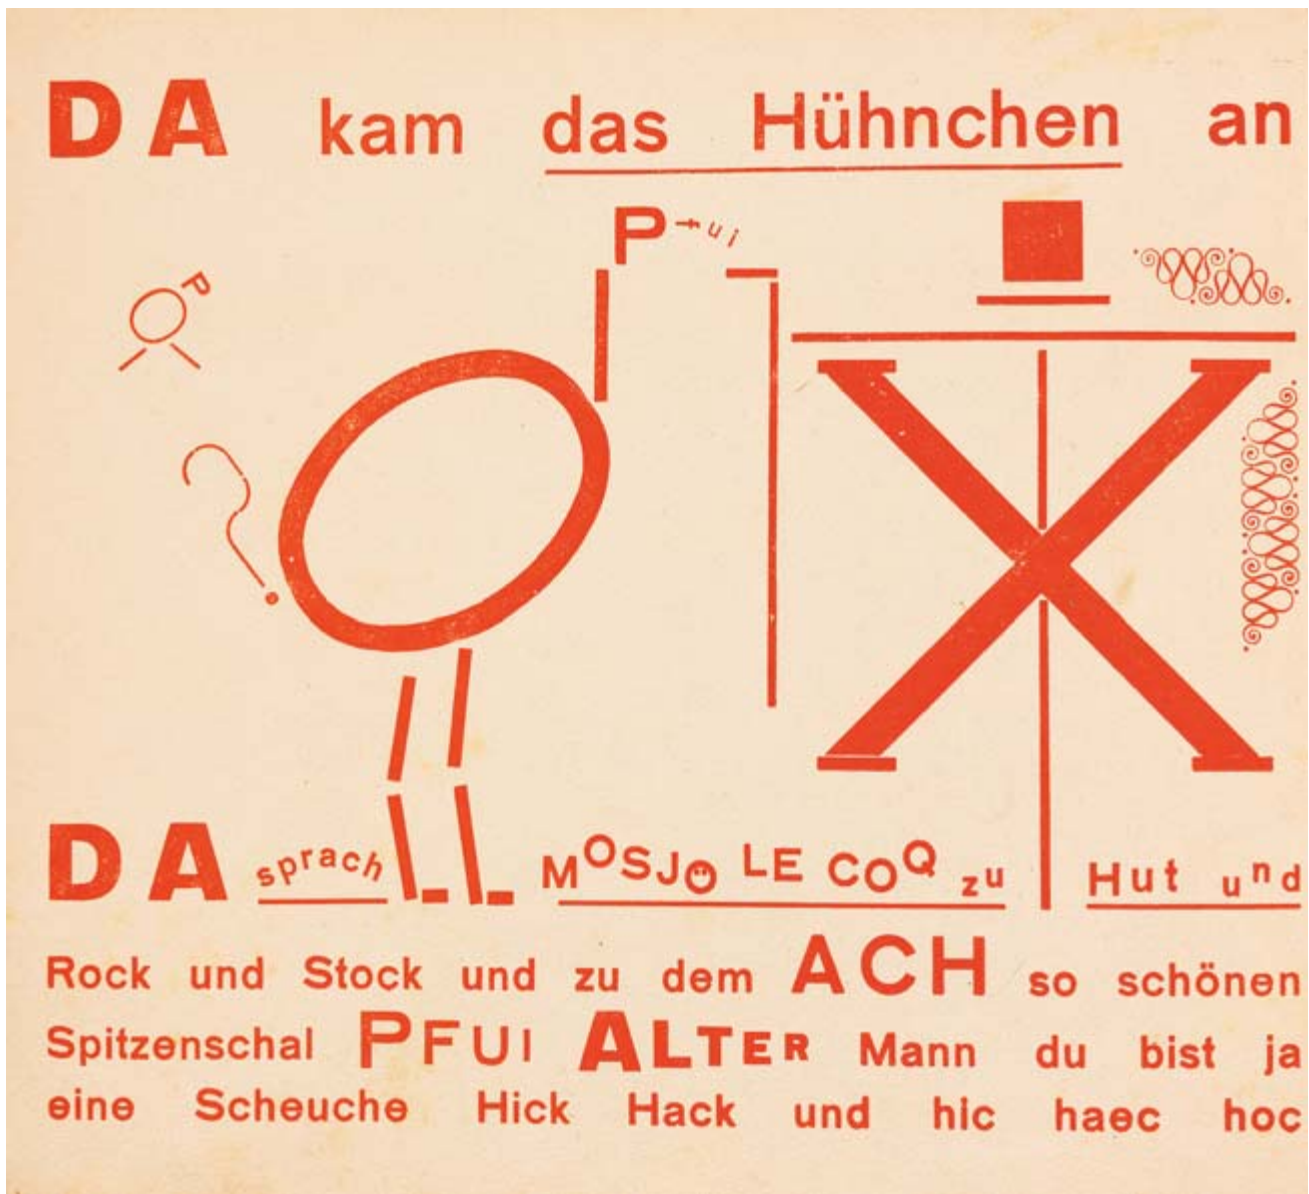 DA kam das Hühnchen an
Pfui
P
O
O
X
DA sprach MOSJÖ LE COQ zu Hut und
Rock und Stock und zu dem ACH so schönen
Spitzenschal PFUI ALTER Mann du bist ja
eine Scheuche Hick Hack und hic haec hoc